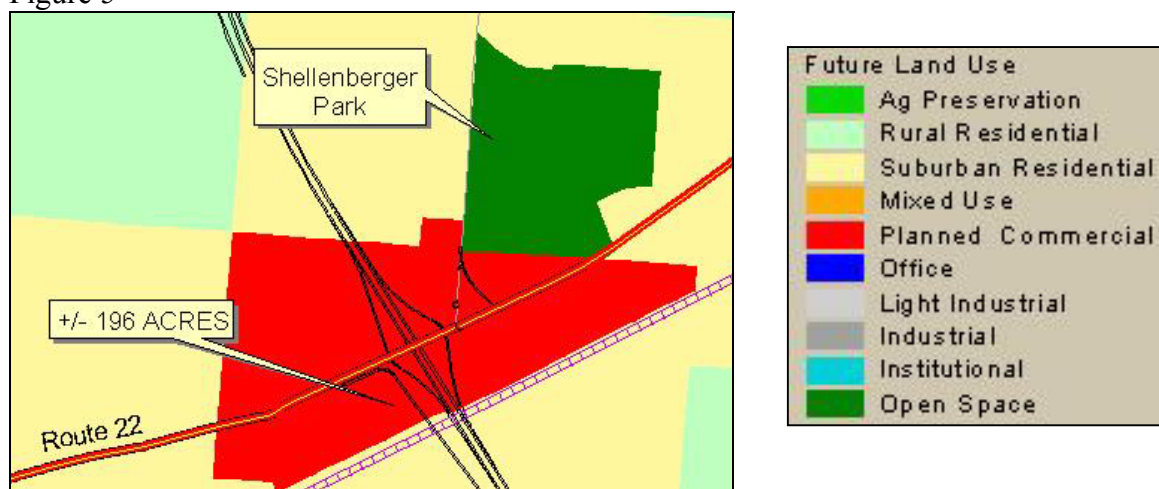 Figure 5
Shellenberger
Park
+/- 196 ACRES
Route 22
Future Land Use
Ag Preservation
Rural Residential
Suburban Residential
Mixed Use
Planned Commercial
Office
Light Industrial
Industrial
Institutional
Open Space